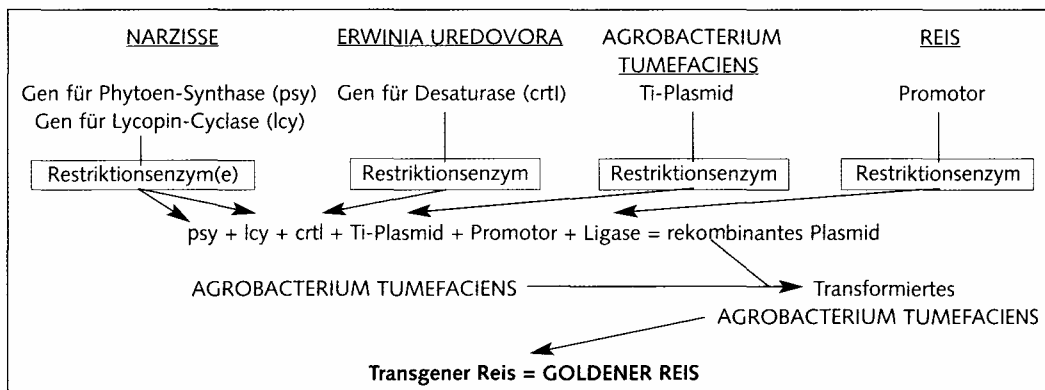 NARZISSE
ERWINIA UREDOVORA
AGROBACTERIUM
TUMEFACIENS
REIS
Gen für Phytoen-Synthase (psy)
Gen für Lycopin-Cyclase (lcy)
Gen für Desaturase (crtI)
Ti-Plasmid
Promotor
Restriktionsenzym(e)
Restriktionsenzym
Restriktionsenzym
Restriktionsenzym
psy + lcy + crtI + Ti-Plasmid + Promotor + Ligase = rekombinantes Plasmid
AGROBACTERIUM TUMEFACIENS
Transformiertes
AGROBACTERIUM TUMEFACIENS
Transgener Reis = GOLDENER REIS